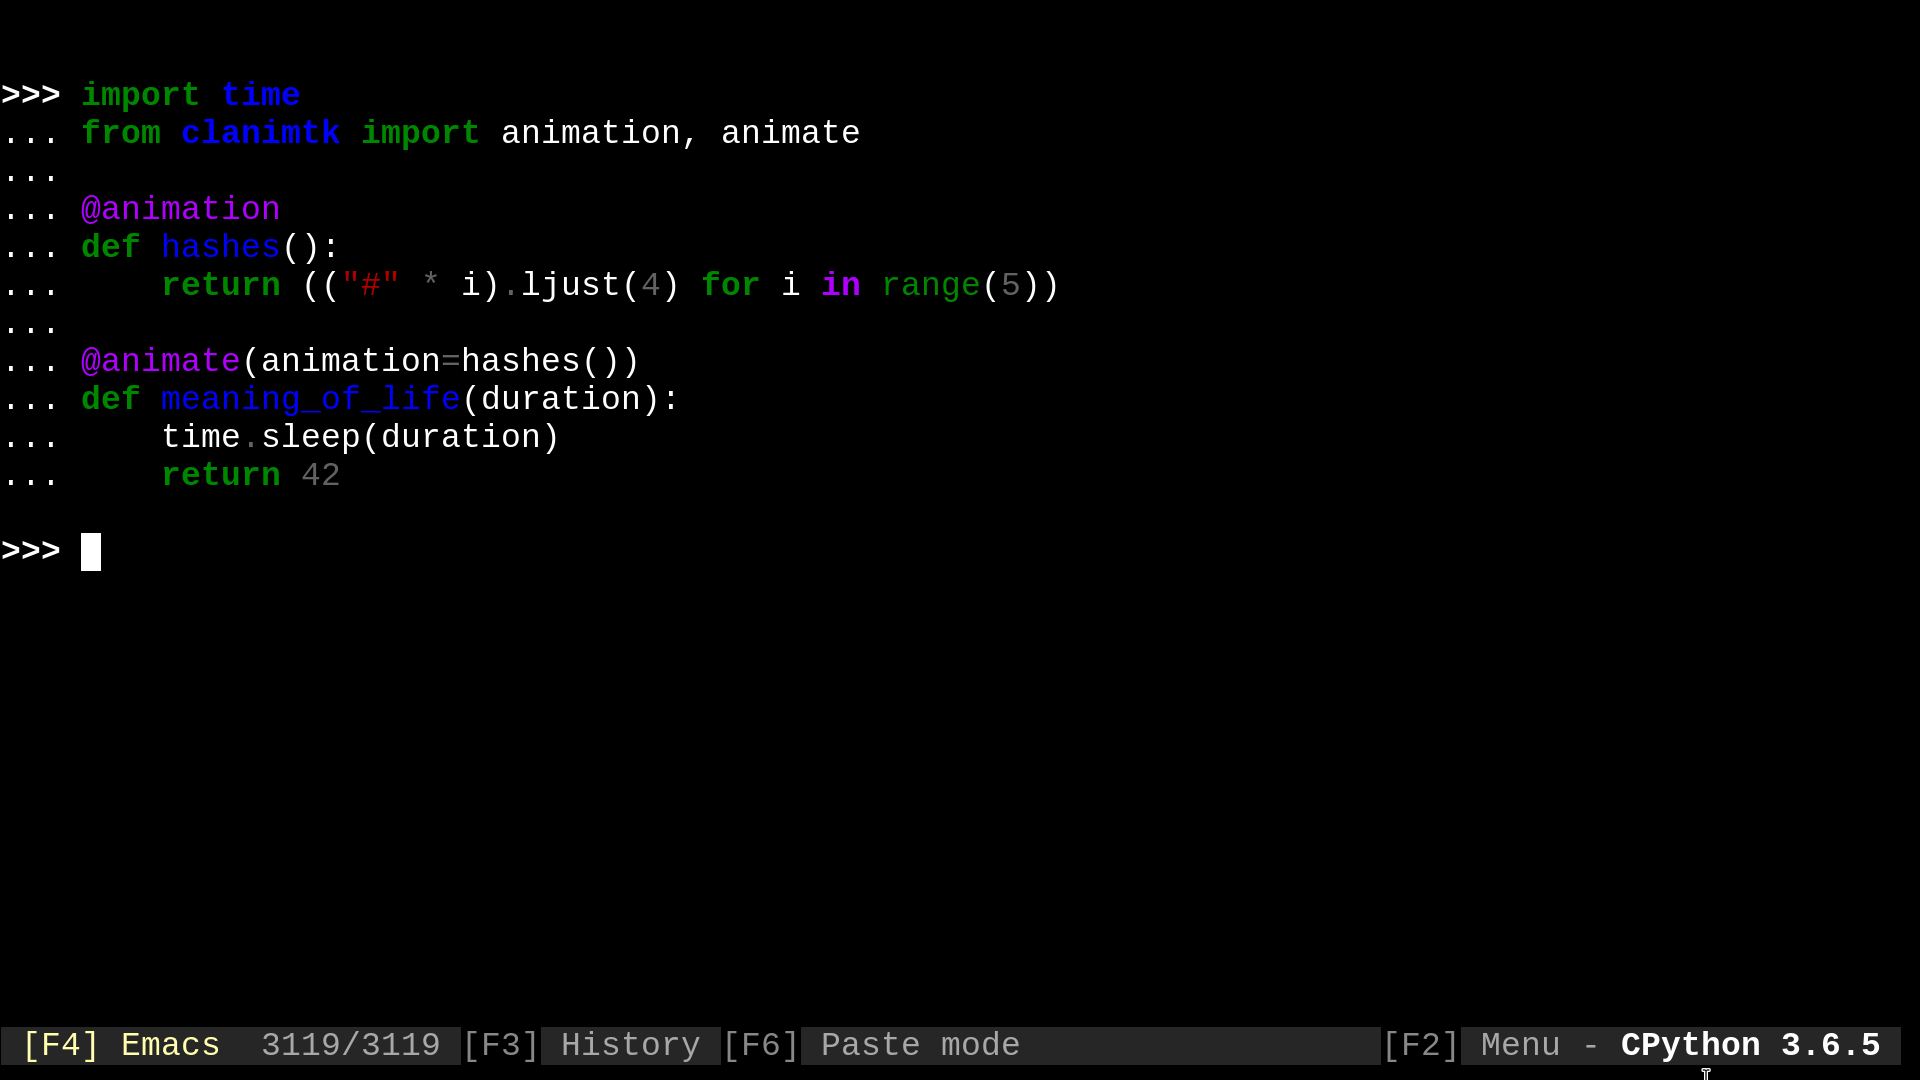 >>> import time
... from clanimtk import animation, animate
...
... @animation
... def hashes():
...     return (("#" * i).ljust(4) for i in range(5))
...
... @animate(animation=hashes())
... def meaning_of_life(duration):
...     time.sleep(duration)
...     return 42
>>>
[F4] Emacs  3119/3119 [F3] History [F6] Paste mode [F2] Menu - CPython 3.6.5